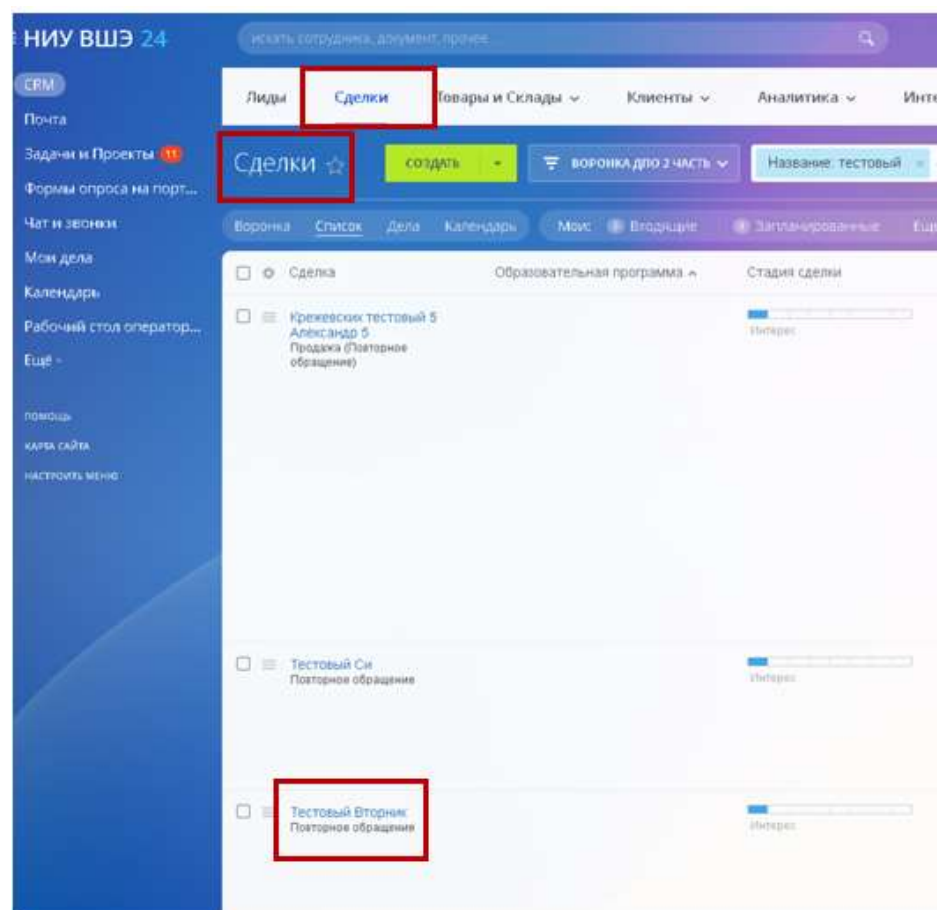 НИУ ВШЭ 24
искать сотрудника, документ, прочее...
CRM
Почта
Задачи и Проекты 11
Формы опроса на порт...
Чат и звонки
Мои дела
Календарь
Рабочий стол оператор...
Ещё
ПОМОЩЬ
КАРТА САЙТА
НАСТРОИТЬ МЕНЮ
Лиды Сделки Товары и Склады Клиенты Аналитика Инте
Сделки СОЗДАТЬ ВОРОНКА ДПО 2 ЧАСТЬ Название: тестовый
Воронка Список Дела Календарь Мои: Входящие Запланированные Ещё
Сделка Образовательная программа Стадия сделки
Крежевских тестовый 5
Александр 5
Продажа (Повторное
обращение)
Интерес
Тестовый Си
Повторное обращение
Интерес
Тестовый Вторник
Повторное обращение
Интерес